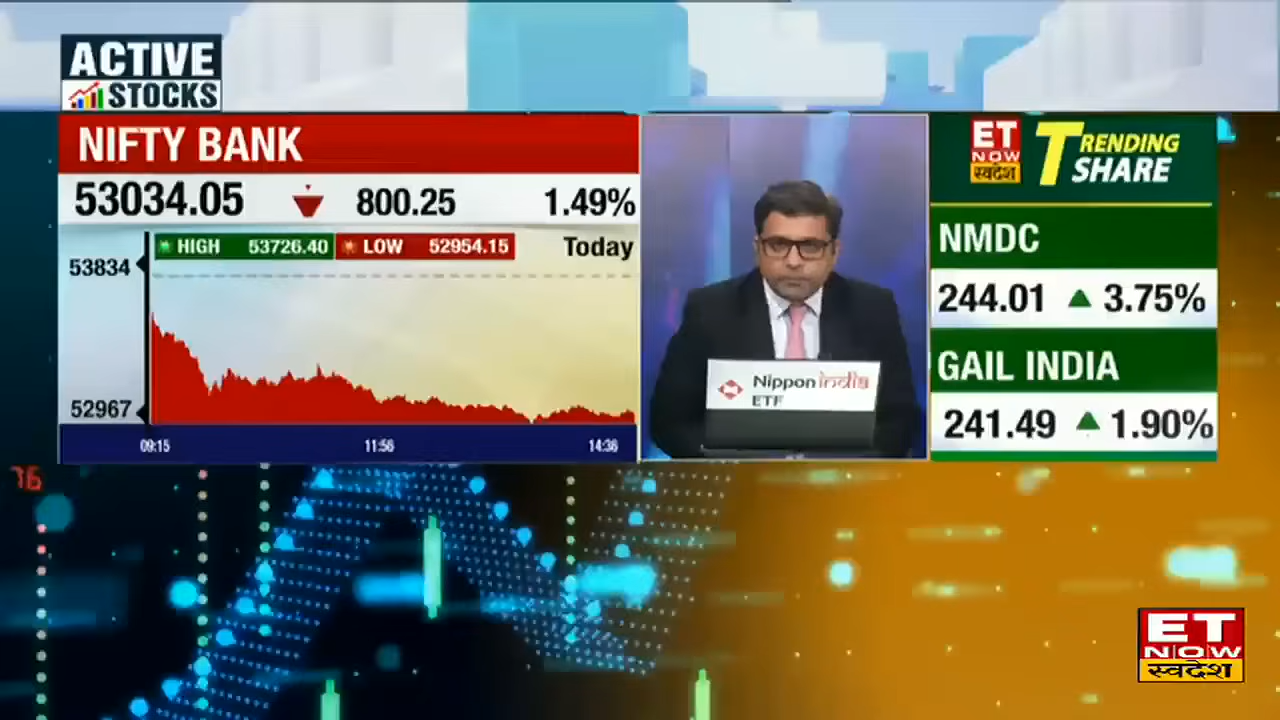 ACTIVE
STOCKS
NIFTY BANK
53034.05 800.25 1.49%
HIGH 53726.40 LOW 52954.15 Today
53834
52967
09:15 11:56 14:36
Nippon india
ETF
ET
NOW
स्वदेश
TRENDING
SHARE
NMDC
244.01 3.75%
GAIL INDIA
241.49 1.90%
76
ET
NOW
स्वदेश